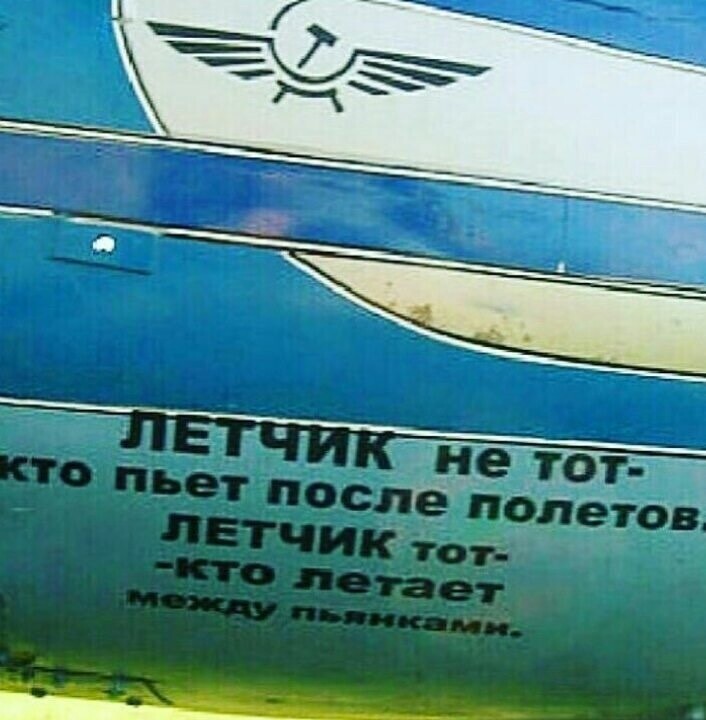 ЛЕТЧИК не тот-
кто пьет после полетов.
ЛЕТЧИК тот-
-кто летает
между пьянками.